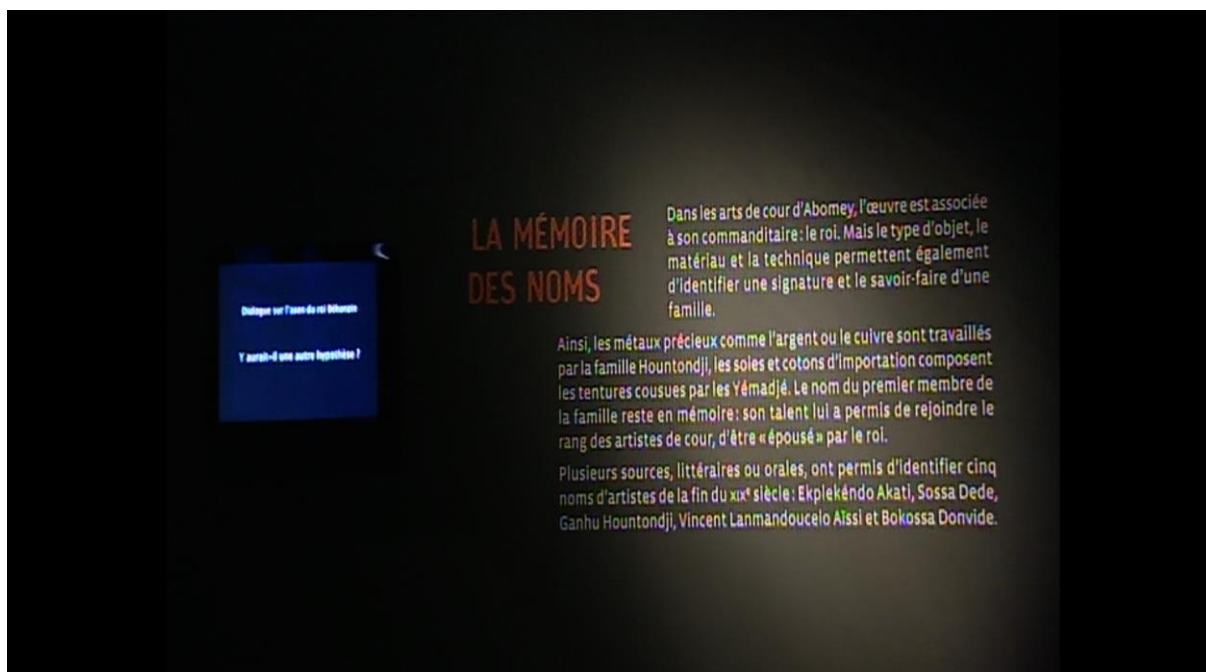 Dialogue sur l'asen du roi Béhanzin
Y aurait-il une autre hypothèse ?
LA MÉMOIRE
DES NOMS
Dans les arts de cour d'Abomey, l'œuvre est associée
à son commanditaire : le roi. Mais le type d'objet, le
matériau et la technique permettent également
d'identifier une signature et le savoir-faire d'une
famille.
Ainsi, les métaux précieux comme l'argent ou le cuivre sont travaillés
par la famille Hountondji, les soies et cotons d'importation composent
les tentures cousues par les Yémadjé. Le nom du premier membre de
la famille reste en mémoire : son talent lui a permis de rejoindre le
rang des artistes de cour, d'être « épousé » par le roi.
Plusieurs sources, littéraires ou orales, ont permis d'identifier cinq
noms d'artistes de la fin du XIXe siècle : Ekplekéndo Akati, Sossa Dede,
Ganhu Hountondji, Vincent Lanmandoucelo Aïssi et Bokossa Donvide.